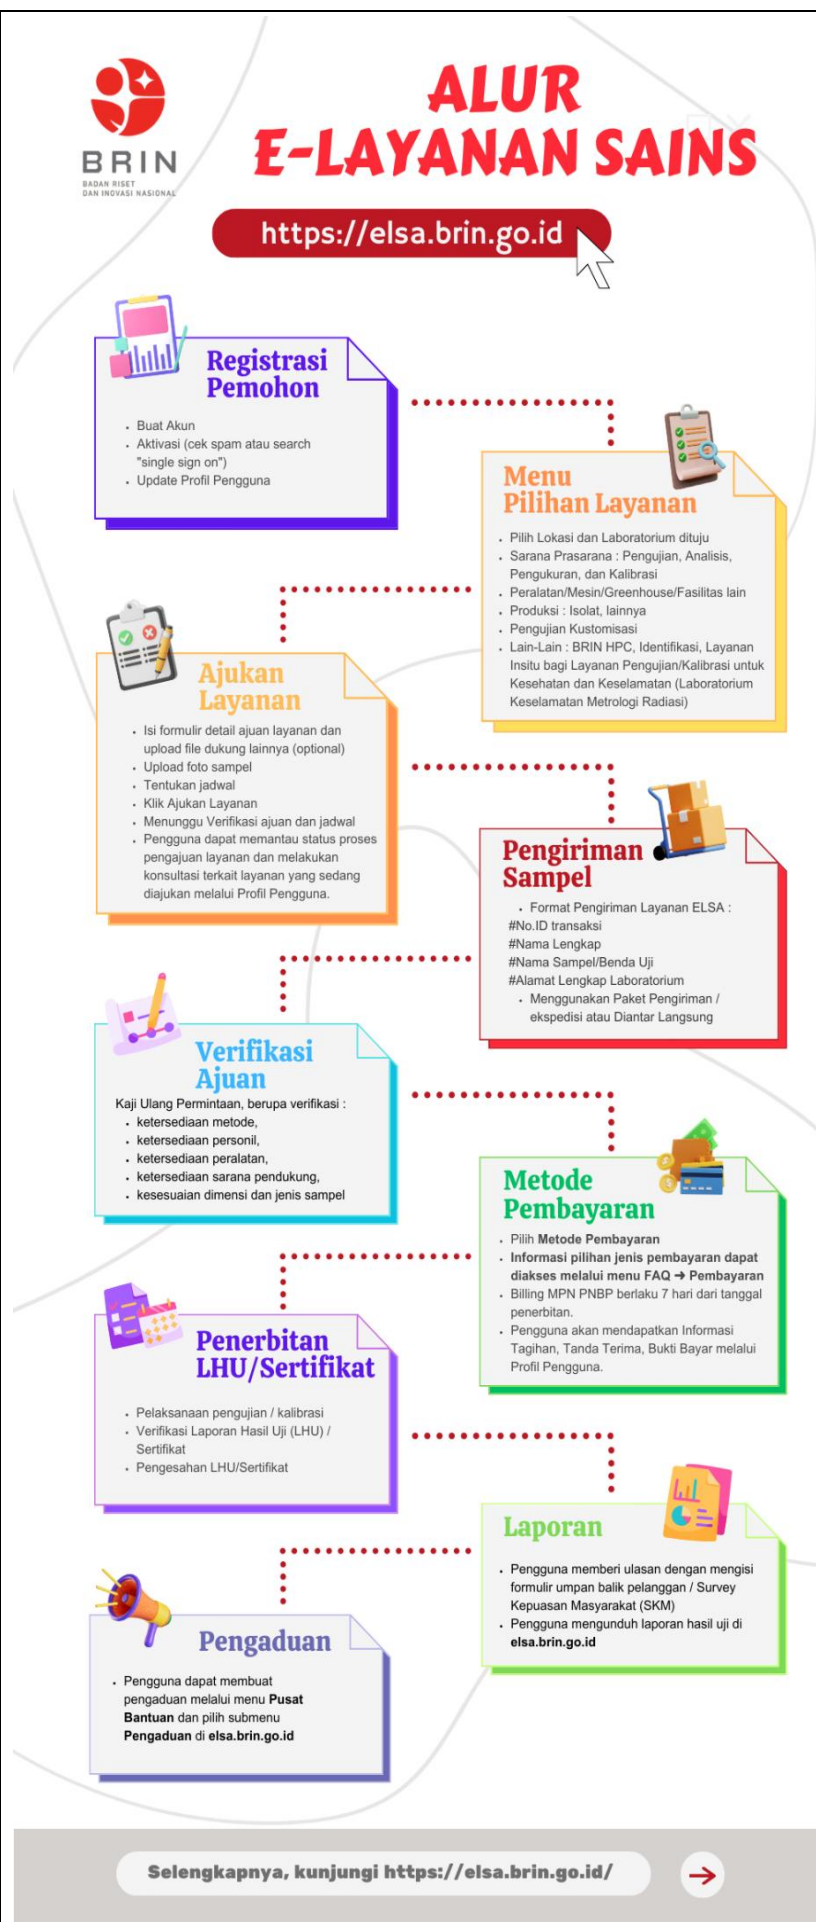 BRIN
BADAN RISET
DAN INOVASI NASIONAL
ALUR
E-LAYANAN SAINS
https://elsa.brin.go.id
Registrasi
Pemohon
• Buat Akun
• Aktivasi (cek spam atau search
"single sign on")
• Update Profil Pengguna
Menu
Pilihan Layanan
• Pilih Lokasi dan Laboratorium dituju
• Sarana Prasarana : Pengujian, Analisis,
Pengukuran, dan Kalibrasi
• Peralatan/Mesin/Greenhouse/Fasilitas lain
• Produksi : Isolat, lainnya
• Pengujian Kustomisasi
• Lain-Lain : BRIN HPC, Identifikasi, Layanan
Insitu bagi Layanan Pengujian/Kalibrasi untuk
Kesehatan dan Keselamatan (Laboratorium
Keselamatan Metrologi Radiasi)
Ajukan
Layanan
• Isi formulir detail ajuan layanan dan
upload file dukung lainnya (optional)
• Upload foto sampel
• Tentukan jadwal
• Klik Ajukan Layanan
• Menunggu Verifikasi ajuan dan jadwal
• Pengguna dapat memantau status proses
pengajuan layanan dan melakukan
konsultasi terkait layanan yang sedang
diajukan melalui Profil Pengguna.
Pengiriman
Sampel
• Format Pengiriman Layanan ELSA :
#No.ID transaksi
#Nama Lengkap
#Nama Sampel/Benda Uji
#Alamat Lengkap Laboratorium
• Menggunakan Paket Pengiriman /
ekspedisi atau Diantar Langsung
Verifikasi
Ajuan
Kaji Ulang Permintaan, berupa verifikasi :
• ketersediaan metode,
• ketersediaan personil,
• ketersediaan peralatan,
• ketersediaan sarana pendukung,
• kesesuaian dimensi dan jenis sampel
Metode
Pembayaran
• Pilih Metode Pembayaran
• Informasi pilihan jenis pembayaran dapat
diakses melalui menu FAQ ➜ Pembayaran
• Billing MPN PNBP berlaku 7 hari dari tanggal
penerbitan.
• Pengguna akan mendapatkan Informasi
Tagihan, Tanda Terima, Bukti Bayar melalui
Profil Pengguna.
Penerbitan
LHU/Sertifikat
• Pelaksanaan pengujian / kalibrasi
• Verifikasi Laporan Hasil Uji (LHU) /
Sertifikat
• Pengesahan LHU/Sertifikat
Laporan
• Pengguna memberi ulasan dengan mengisi
formulir umpan balik pelanggan / Survey
Kepuasan Masyarakat (SKM)
• Pengguna mengunduh laporan hasil uji di
elsa.brin.go.id
Pengaduan
• Pengguna dapat membuat
pengaduan melalui menu Pusat
Bantuan dan pilih submenu
Pengaduan di elsa.brin.go.id
Selengkapnya, kunjungi https://elsa.brin.go.id/